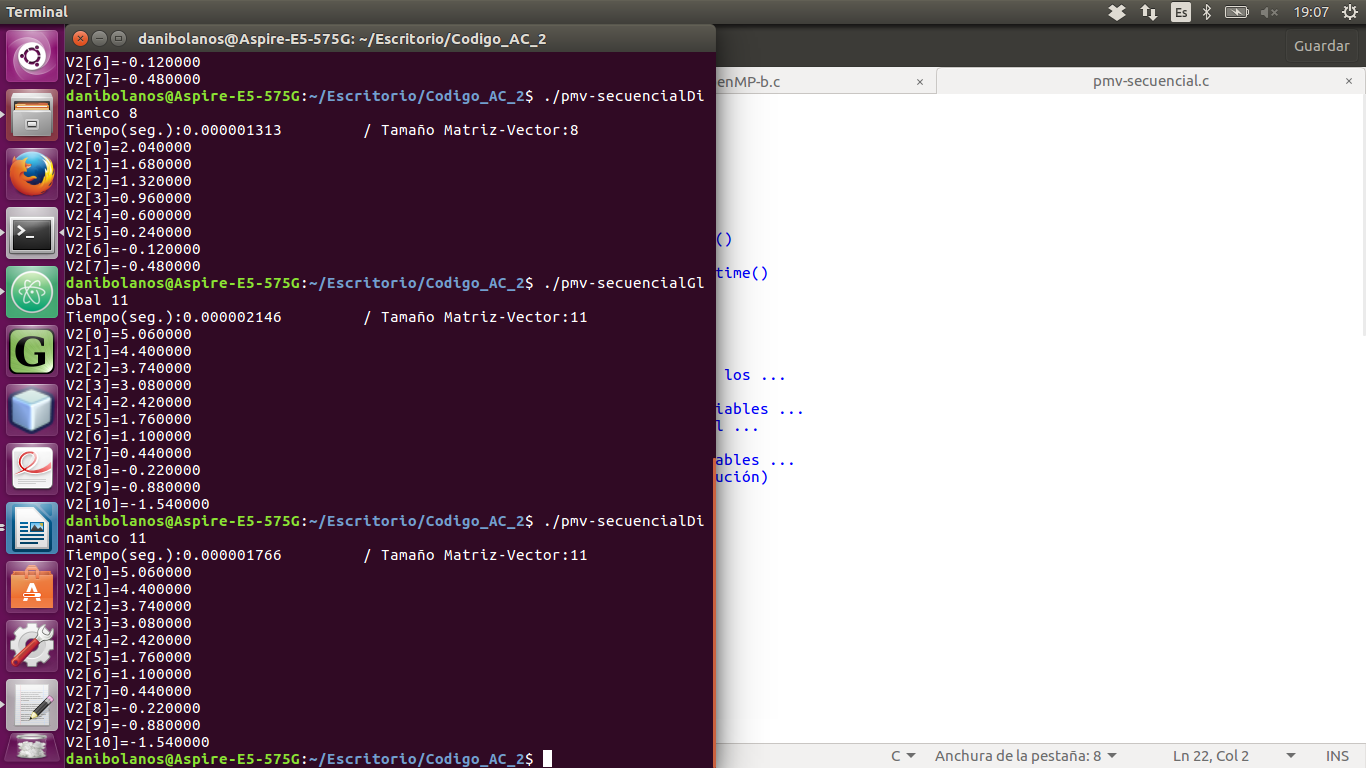 Terminal
Es
19:07
danibolanos@Aspire-E5-575G: ~/Escritorio/Codigo_AC_2
Guardar
enMP-b.c ×
pmv-secuencial.c ×
V2[6]=-0.120000
V2[7]=-0.480000
danibolanos@Aspire-E5-575G:~/Escritorio/Codigo_AC_2$ ./pmv-secuencialDi
namico 8
Tiempo(seg.):0.000001313 / Tamaño Matriz-Vector:8
V2[0]=2.040000
V2[1]=1.680000
V2[2]=1.320000
V2[3]=0.960000
V2[4]=0.600000
V2[5]=0.240000
V2[6]=-0.120000
V2[7]=-0.480000
danibolanos@Aspire-E5-575G:~/Escritorio/Codigo_AC_2$ ./pmv-secuencialGl
obal 11
Tiempo(seg.):0.000002146 / Tamaño Matriz-Vector:11
V2[0]=5.060000
V2[1]=4.400000
V2[2]=3.740000
V2[3]=3.080000
V2[4]=2.420000
V2[5]=1.760000
V2[6]=1.100000
V2[7]=0.440000
V2[8]=-0.220000
V2[9]=-0.880000
V2[10]=-1.540000
danibolanos@Aspire-E5-575G:~/Escritorio/Codigo_AC_2$ ./pmv-secuencialDi
namico 11
Tiempo(seg.):0.000001766 / Tamaño Matriz-Vector:11
V2[0]=5.060000
V2[1]=4.400000
V2[2]=3.740000
V2[3]=3.080000
V2[4]=2.420000
V2[5]=1.760000
V2[6]=1.100000
V2[7]=0.440000
V2[8]=-0.220000
V2[9]=-0.880000
V2[10]=-1.540000
danibolanos@Aspire-E5-575G:~/Escritorio/Codigo_AC_2$
()
time()
los ...
iables ...
l ...
ables ...
ución)
C
Anchura de la pestaña: 8
Ln 22, Col 2
INS